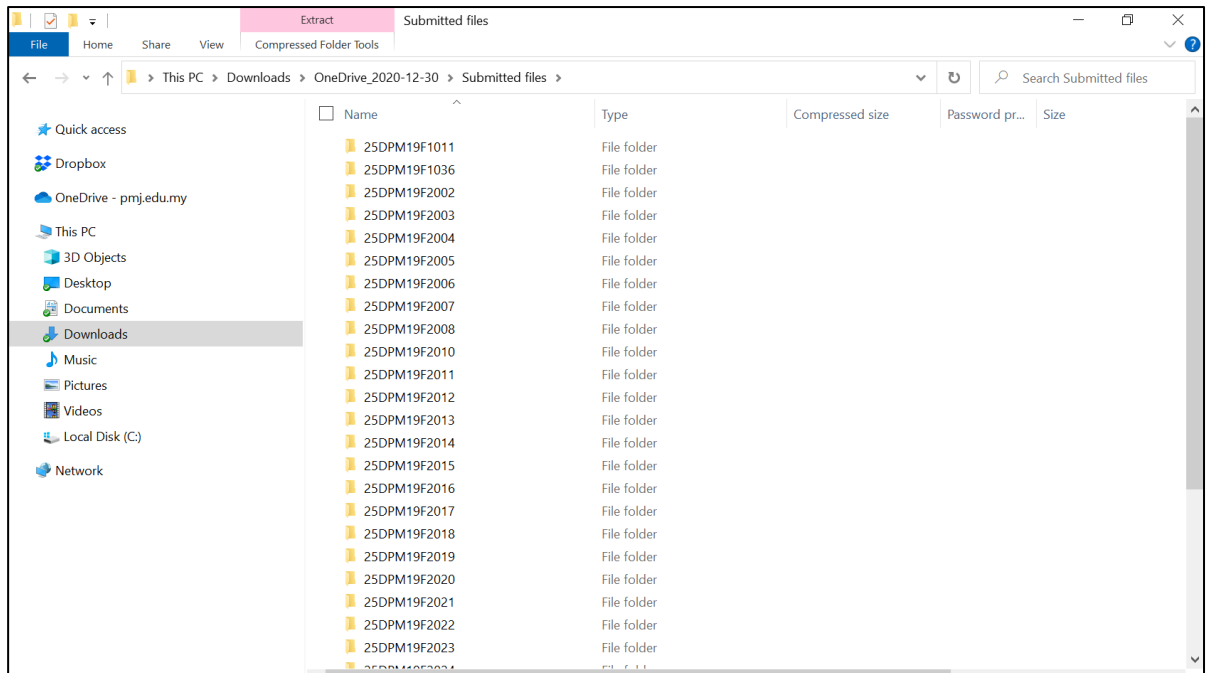 Extract Submitted files
File Home Share View Compressed Folder Tools
This PC Downloads OneDrive_2020-12-30 Submitted files Search Submitted files
Quick access
Dropbox
OneDrive - pmj.edu.my
This PC
3D Objects
Desktop
Documents
Downloads
Music
Pictures
Videos
Local Disk (C:)
Network
Name Type Compressed size Password pr... Size
25DPM19F1011 File folder
25DPM19F1036 File folder
25DPM19F2002 File folder
25DPM19F2003 File folder
25DPM19F2004 File folder
25DPM19F2005 File folder
25DPM19F2006 File folder
25DPM19F2007 File folder
25DPM19F2008 File folder
25DPM19F2010 File folder
25DPM19F2011 File folder
25DPM19F2012 File folder
25DPM19F2013 File folder
25DPM19F2014 File folder
25DPM19F2015 File folder
25DPM19F2016 File folder
25DPM19F2017 File folder
25DPM19F2018 File folder
25DPM19F2019 File folder
25DPM19F2020 File folder
25DPM19F2021 File folder
25DPM19F2022 File folder
25DPM19F2023 File folder